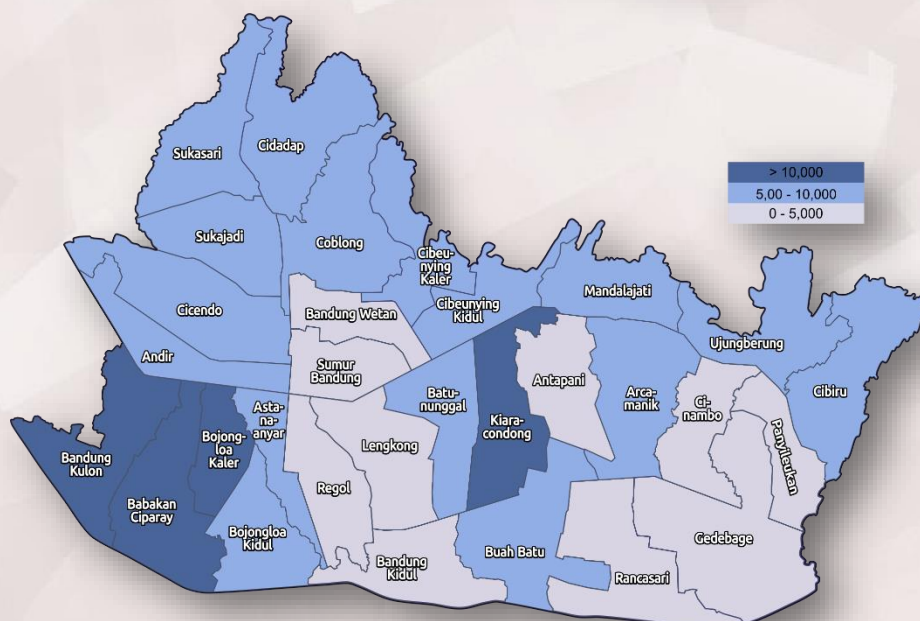 Sukasari
Cidadap
> 10,000
5,00 - 10,000
0 - 5,000
Sukajadi
Coblong
Cibeu-
nying
Kaler
Mandalajati
Cicendo
Bandung Wetan
Cibeunying
Kidul
Ujungberung
Andir
Sumur
Bandung
Antapani
Batu-
nunggal
Arca-
manik
Ci-
nambo
Cibiru
Asta-
na-
anyar
Kiara-
condong
Panyileukan
Bojong-
loa
Kaler
Lengkong
Bandung
Kulon
Regol
Babakan
Ciparay
Bojongloa
Kidul
Gedebage
Buah Batu
Bandung
Kidul
Rancasari